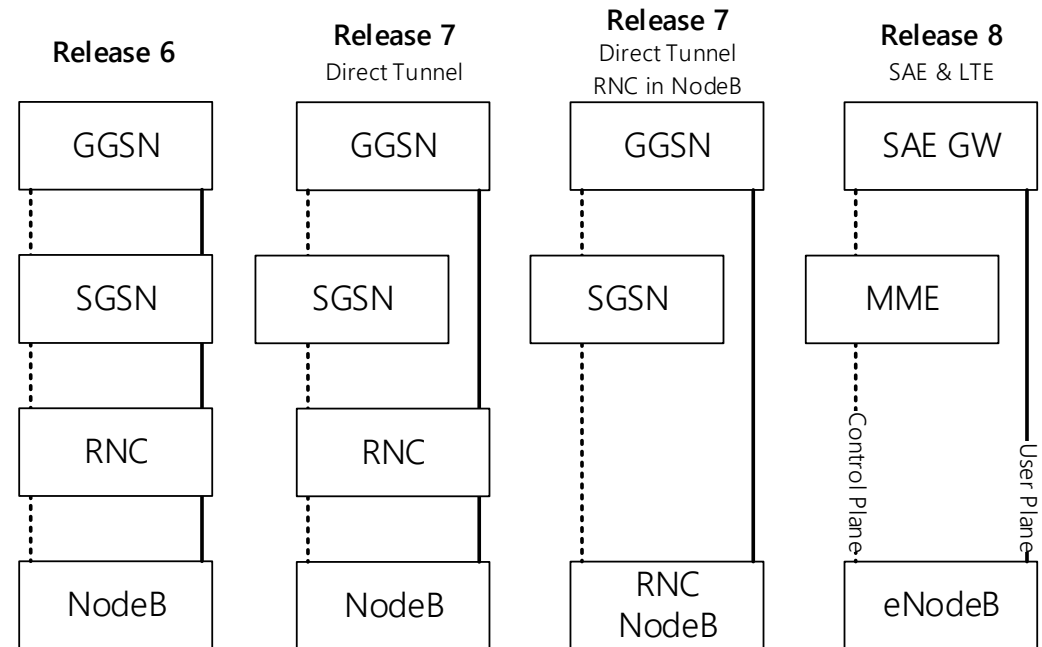 Release 6
Release 7
Direct Tunnel
Release 7
Direct Tunnel
RNC in NodeB
Release 8
SAE & LTE
GGSN
GGSN
GGSN
SAE GW
SGSN
SGSN
SGSN
MME
RNC
RNC
Control Plane
User Plane
NodeB
NodeB
RNC
NodeB
eNodeB